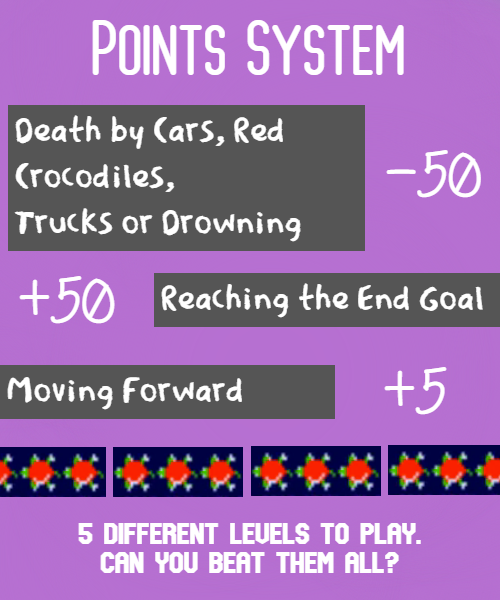 Points System
Death by Cars, Red
Crocodiles,
Trucks or Drowning
-50
+50
Reaching the End Goal
Moving Forward
+5
5 DIFFERENT LEVELS TO PLAY.
CAN YOU BEAT THEM ALL?